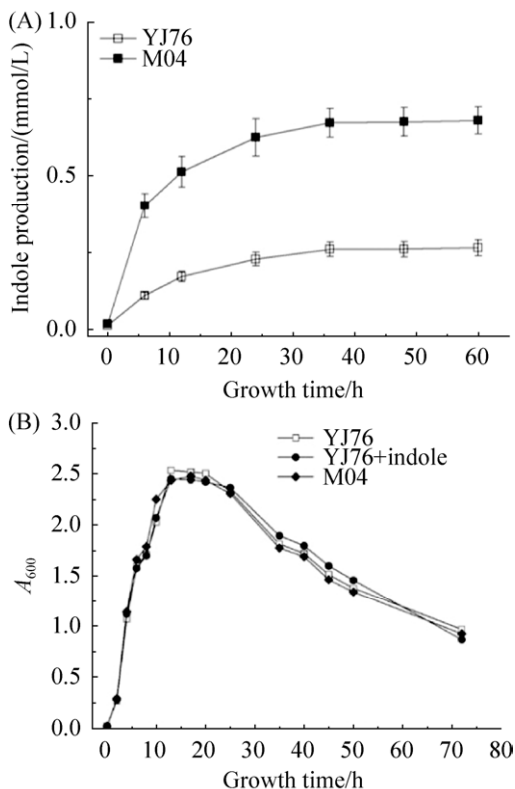 (A)
YJ76
M04
Indole production/(mmol/L)
1.0
0.5
0.0
0 10 20 30 40 50 60
Growth time/h
(B)
YJ76
YJ76+indole
M04
A600
3.0
2.5
2.0
1.5
1.0
0.5
0.0
0 10 20 30 40 50 60 70 80
Growth time/h